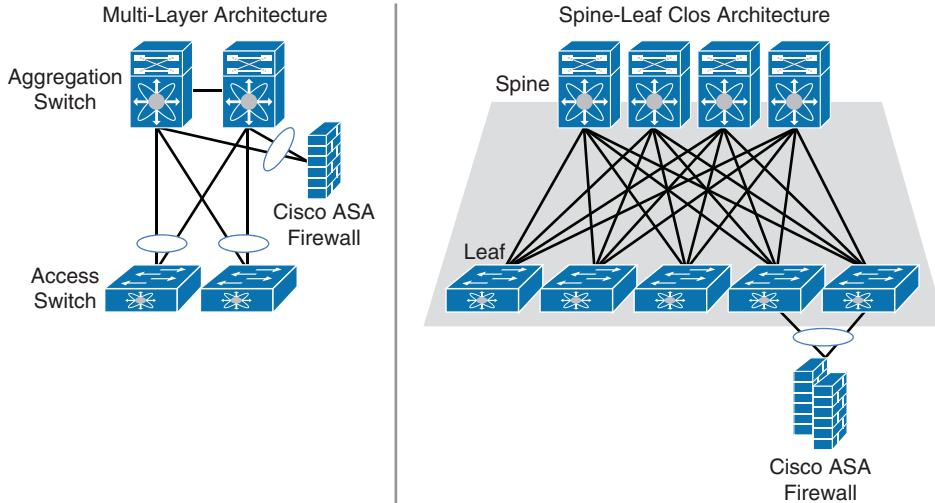 Multi-Layer Architecture
Aggregation
Switch
Cisco ASA
Firewall
Access
Switch
Spine-Leaf Clos Architecture
Spine
Leaf
Cisco ASA
Firewall